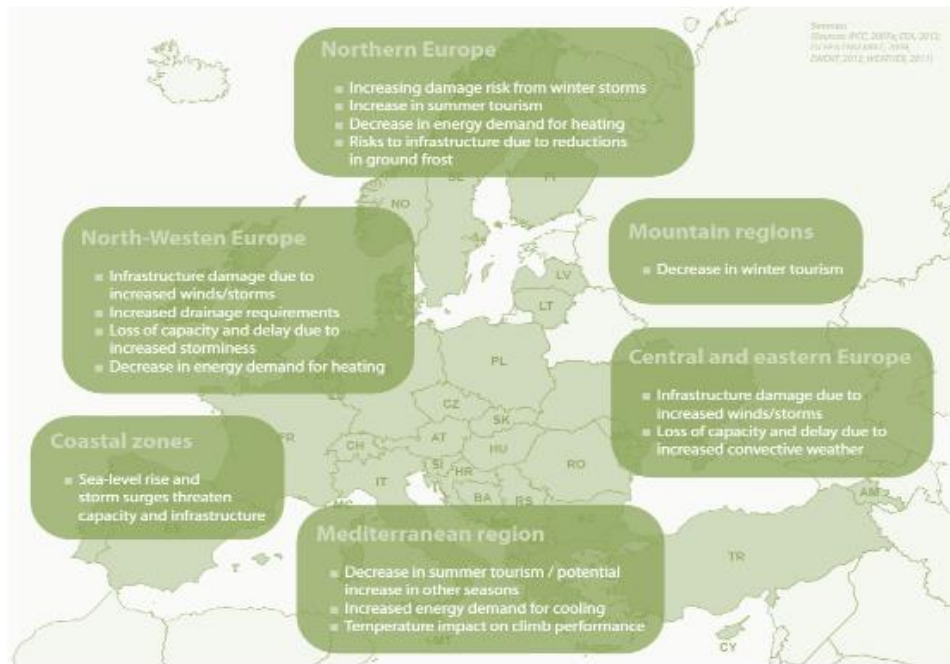 Northern Europe
Increasing damage risk from winter storms
Increase in summer tourism
Decrease in energy demand for heating
Risks to infrastructure due to reductions
in ground frost
NO
SE
FI
North-Westen Europe
Infrastructure damage due to
increased winds/storms
Increased drainage requirements
Loss of capacity and delay due to
increased storminess
Decrease in energy demand for heating
Mountain regions
Decrease in winter tourism
LV
LT
PL
Central and eastern Europe
Infrastructure damage due to
increased winds/storms
Loss of capacity and delay due to
increased convective weather
CZ
SK
FR
CH
AT
HU
SI
HR
RO
IT
BA
RS
AM
Coastal zones
Sea-level rise and
storm surges threaten
capacity and infrastructure
Mediterranean region
Decrease in summer tourism / potential
increase in other seasons
Increased energy demand for cooling
Temperature impact on climb performance
TR
CY